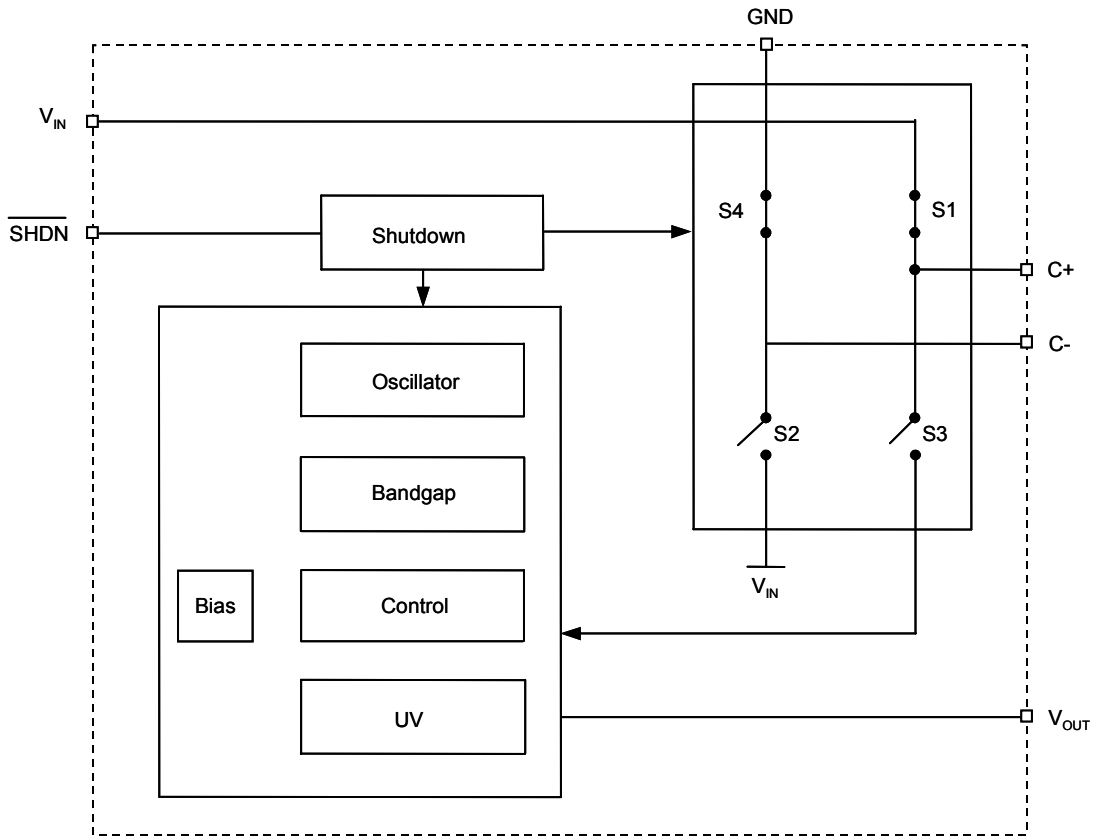 GND
V_IN
S4
S1
SHDN
Shutdown
C+
C-
Oscillator
S2
S3
Bandgap
V_IN
Bias
Control
UV
V_OUT